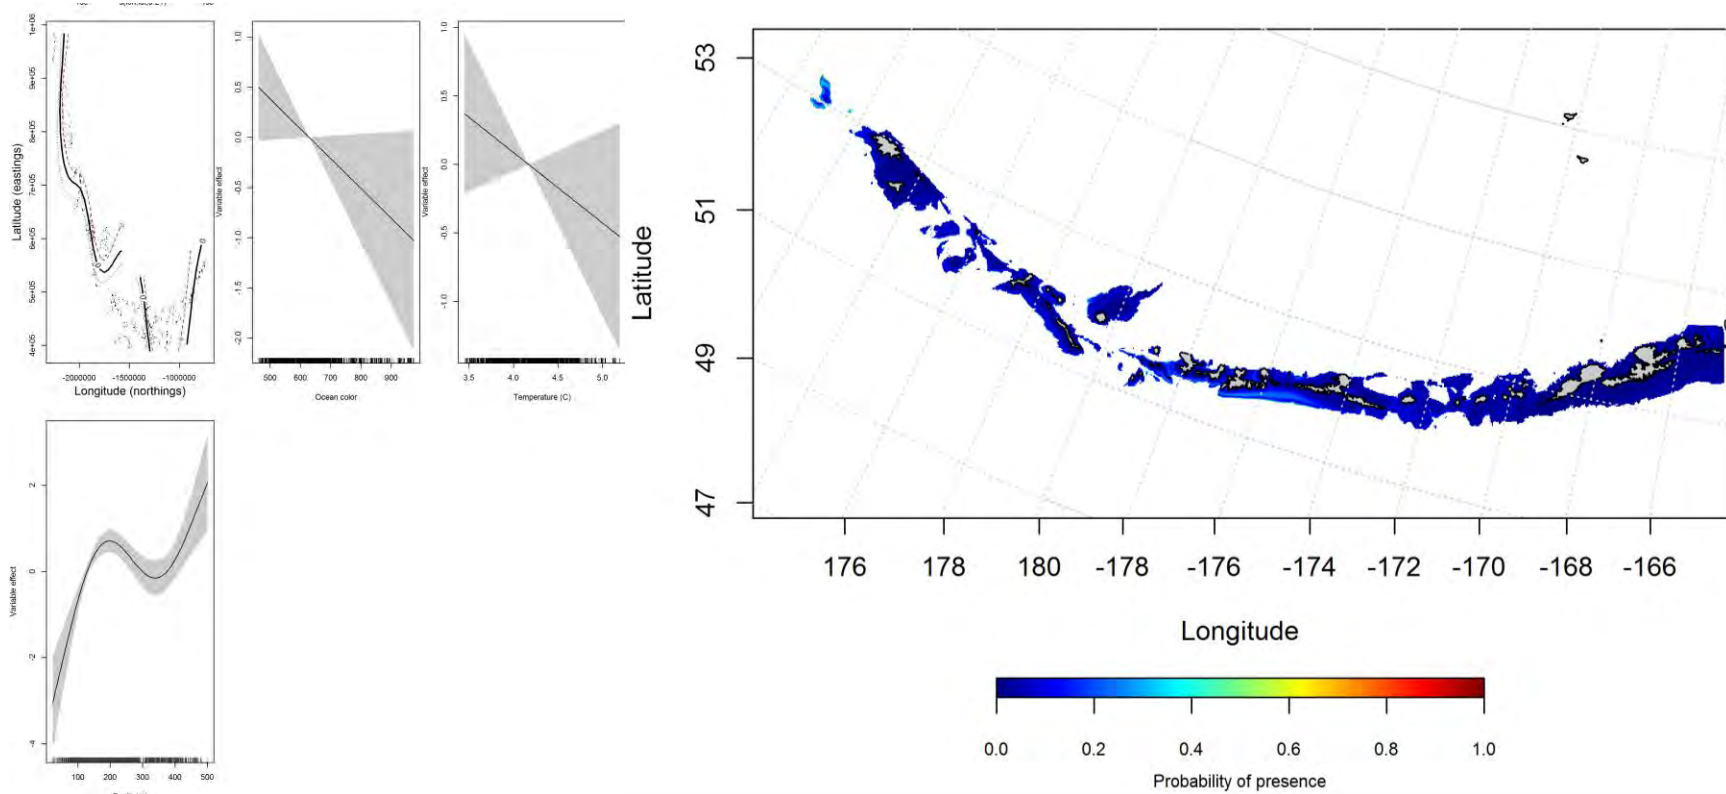 1e+06
9e+05
8e+05
7e+05
6e+05
5e+05
4e+05
Latitude (eastings)
-2000000 -1500000 -1000000
Longitude (northings)
1.0
0.5
0.0
-0.5
-1.0
-1.5
-2.0
Variable effect
500 600 700 800 900
Ocean color
1.0
0.5
0.0
-0.5
-1.0
Variable effect
3.5 4.0 4.5 5.0
Temperature (C)
2
0
-2
-4
Variable effect
100 200 300 400 500
53
51
49
47
Latitude
176 178 180 -178 -176 -174 -172 -170 -168 -166
Longitude
0.0 0.2 0.4 0.6 0.8 1.0
Probability of presence